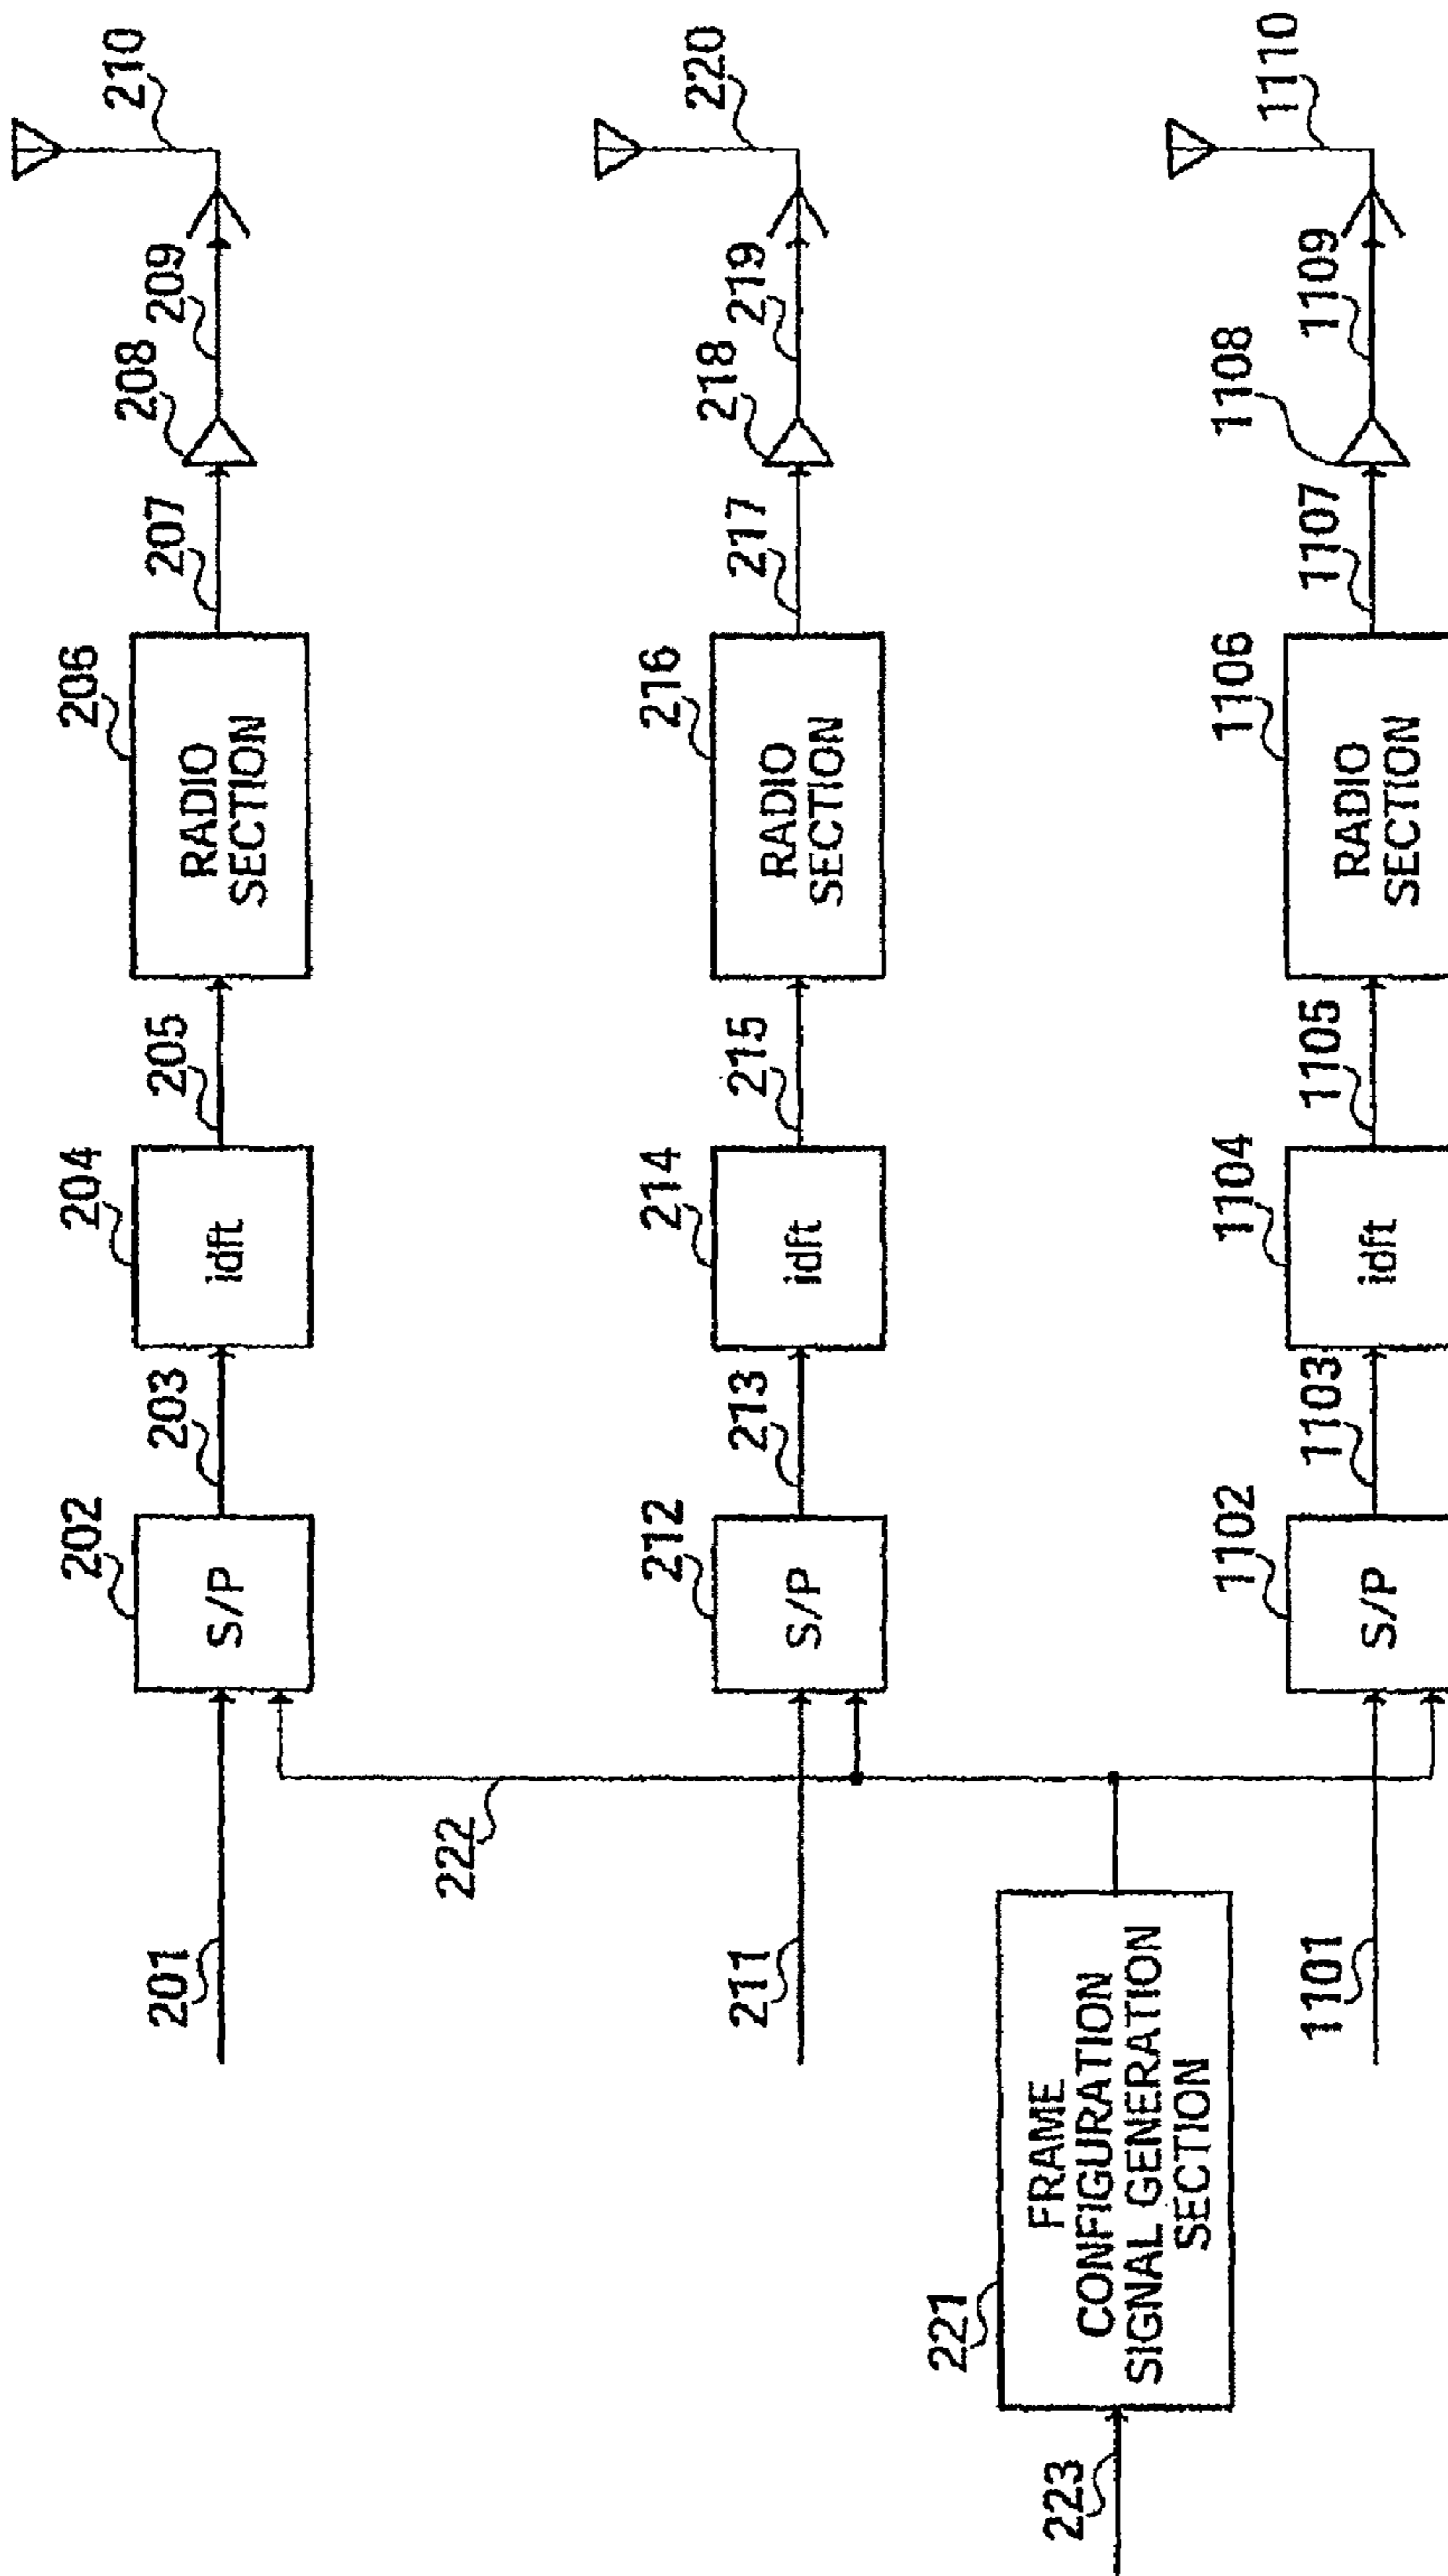 201
202
S/P
203
204
idft
205
206
RADIO
SECTION
207
208
209
210
222
211
212
S/P
213
214
idft
215
216
RADIO
SECTION
217
218
219
220
223
221
FRAME
CONFIGURATION
SIGNAL GENERATION
SECTION
1101
1102
S/P
1103
1104
idft
1105
1106
RADIO
SECTION
1107
1108
1109
1110